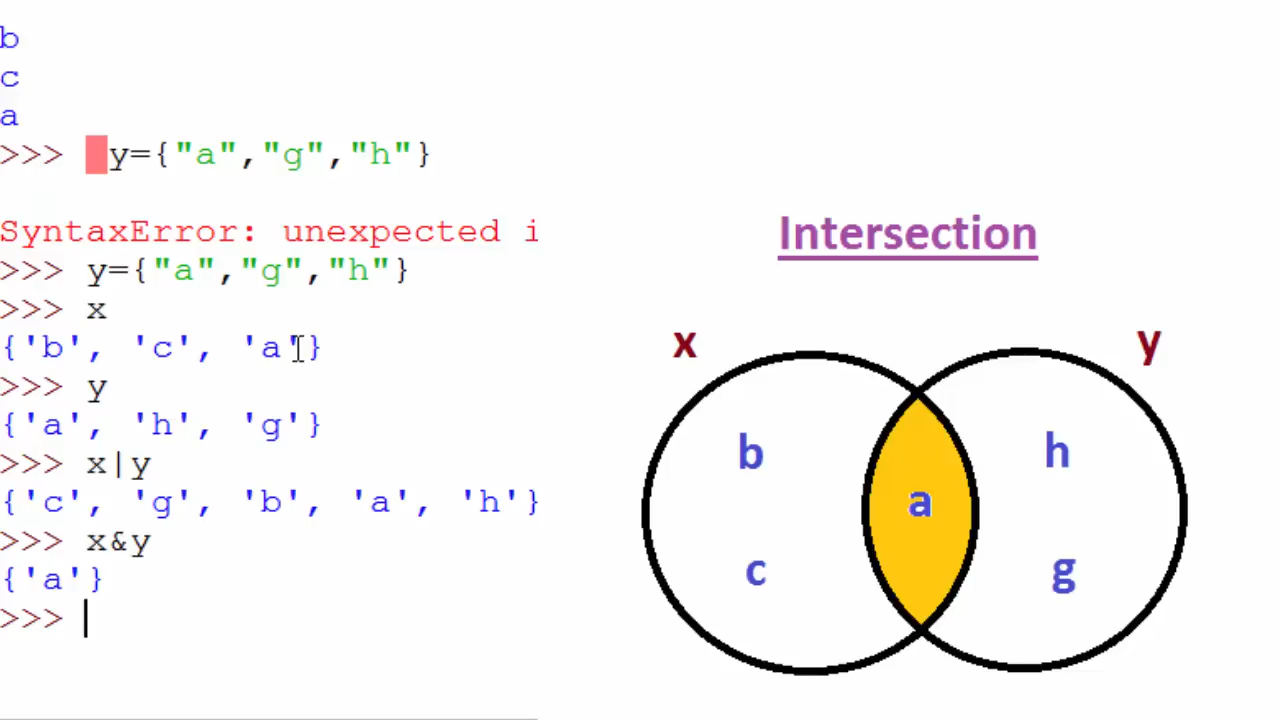 b
c
a
>>> y={"a","g","h"}
SyntaxError: unexpected i
>>> y={"a","g","h"}
>>> x
{'b', 'c', 'a'}
>>> y
{'a', 'h', 'g'}
>>> x|y
{'c', 'g', 'b', 'a', 'h'}
>>> x&y
{'a'}
>>>
Intersection
x y
b h
a
c g